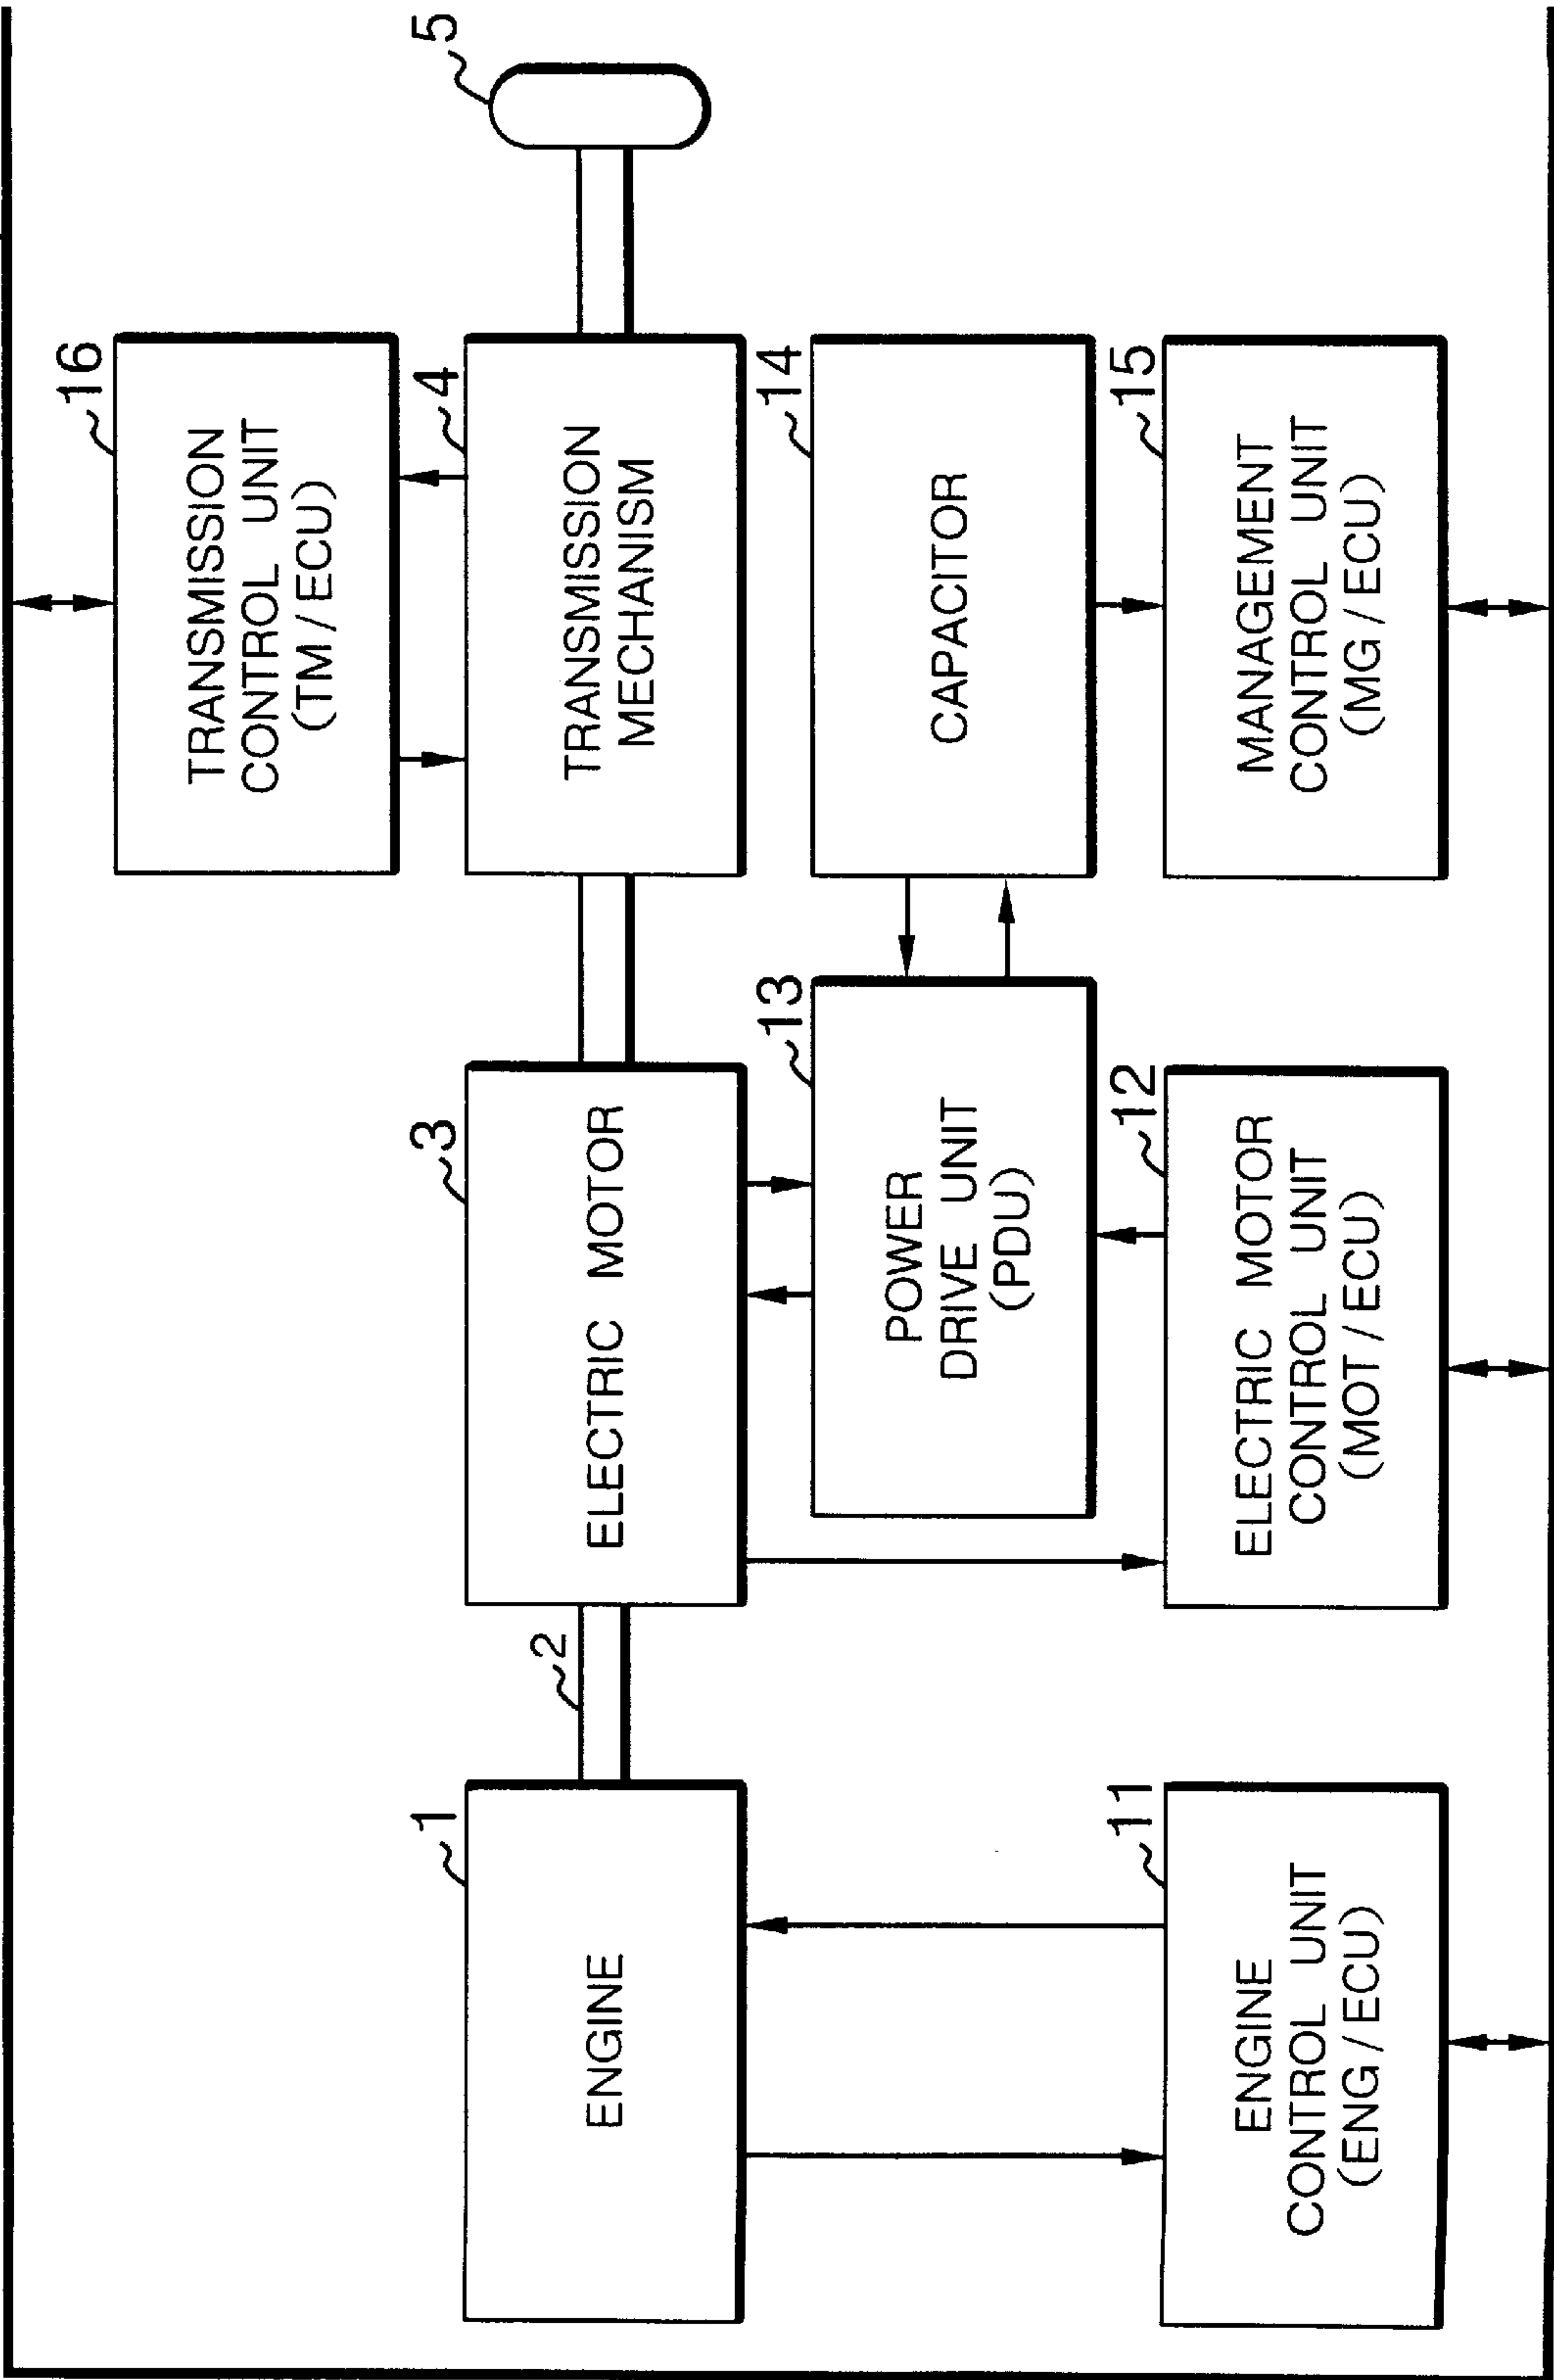 16
TRANSMISSION
CONTROL UNIT
(TM / ECU)
5
1
ENGINE
2
3
ELECTRIC MOTOR
4
TRANSMISSION
MECHANISM
13
POWER
DRIVE UNIT
(PDU)
14
CAPACITOR
11
ENGINE
CONTROL UNIT
(ENG / ECU)
12
ELECTRIC MOTOR
CONTROL UNIT
(MOT / ECU)
15
MANAGEMENT
CONTROL UNIT
(MG / ECU)